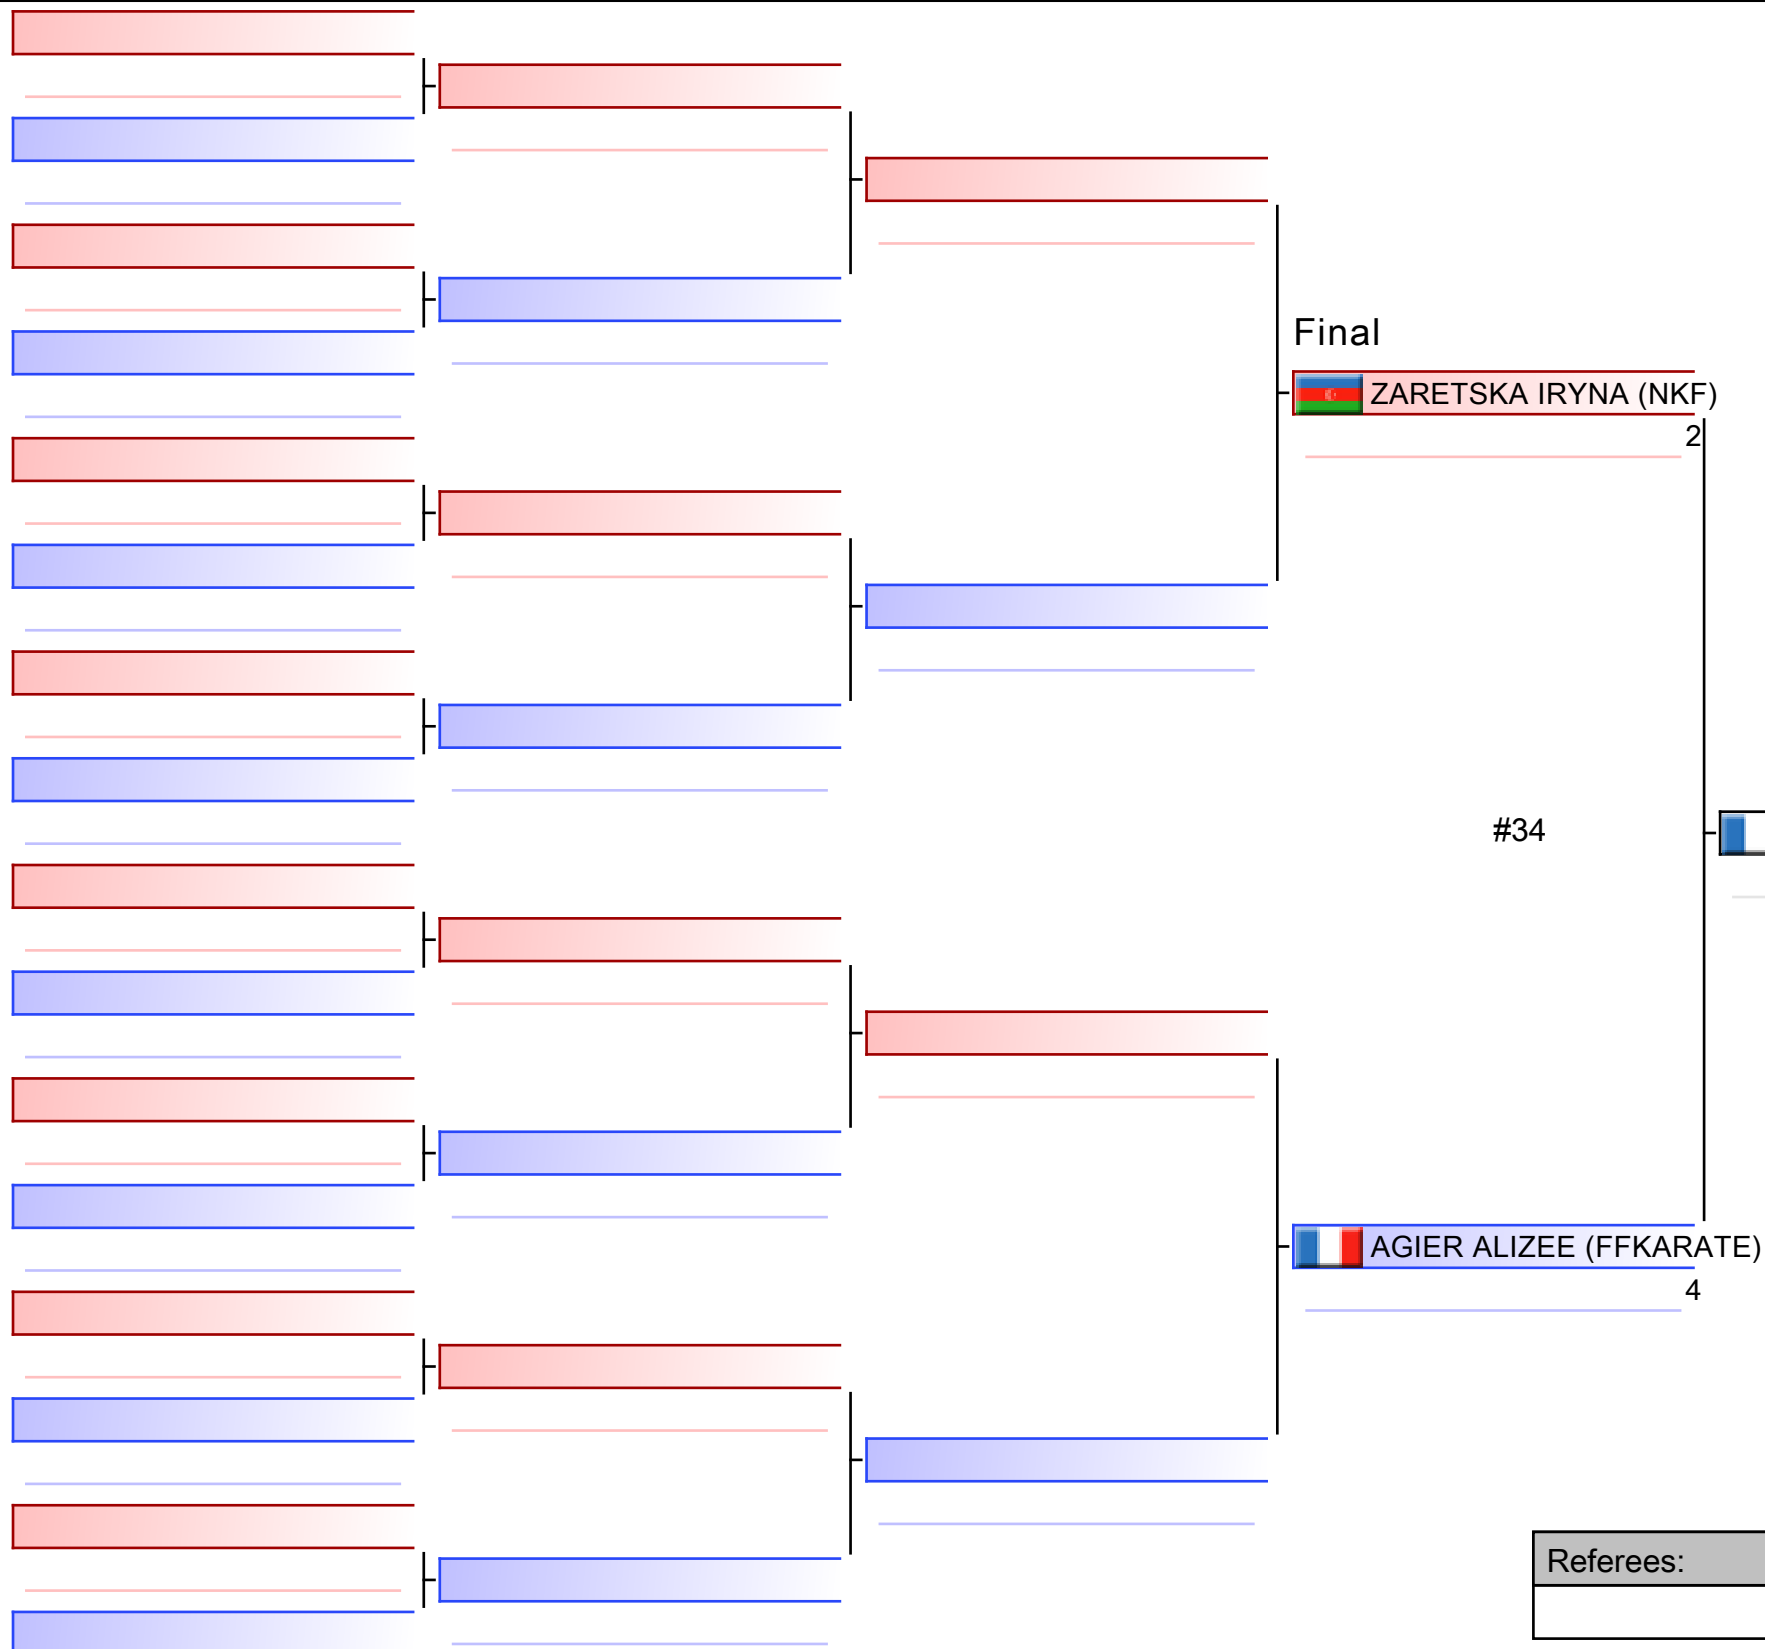 Final
ZARETSKA IRYNA (NKF)
2
#34
AGIER ALIZEE (FFKARATE)
4
Referees: